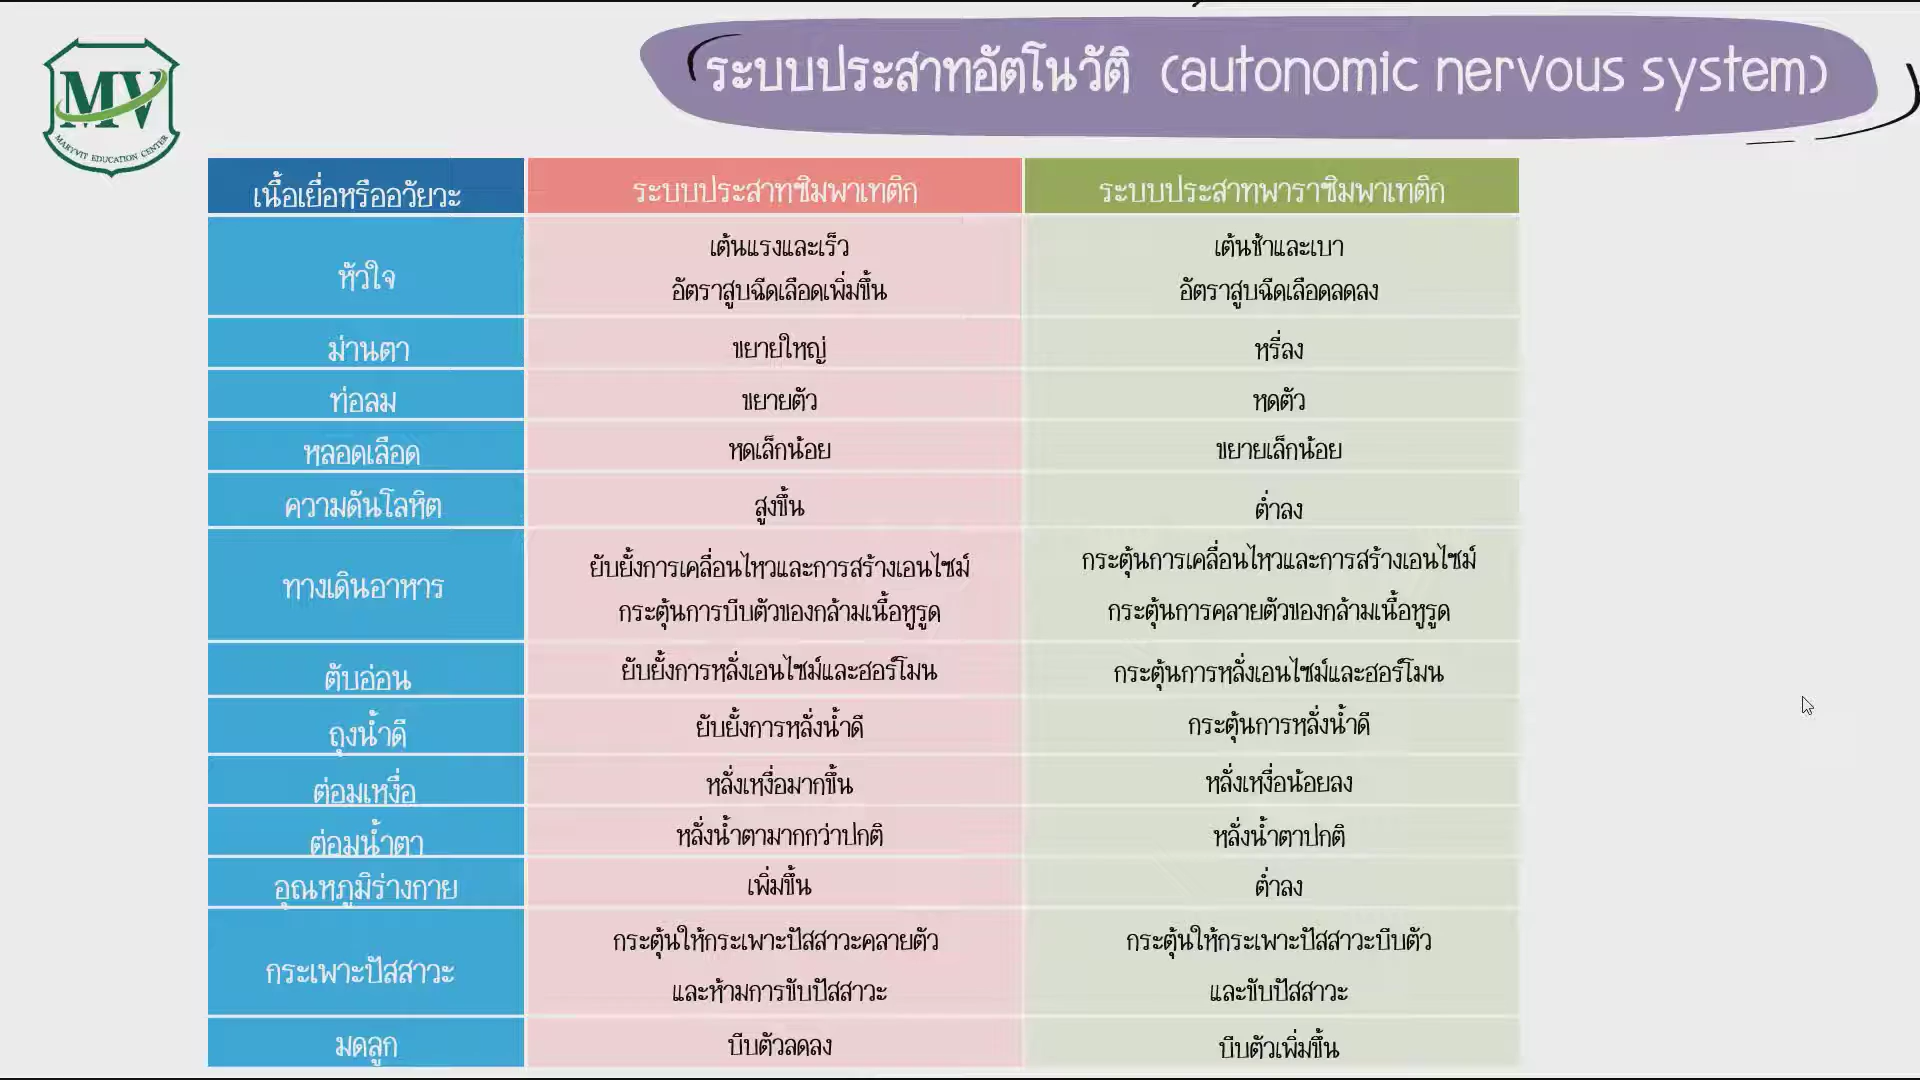 ระบบประสาทอัตโนวัติ (autonomic nervous system)
MV
MARYVIT EDUCATION CENTER
เนื้อเยื่อหรืออวัยวะ ระบบประสาทซิมพาเทติก ระบบประสาทพาราซิมพาเทติก
หัวใจ
เต้นแรงและเร็ว
อัตราสูบฉีดเลือดเพิ่มขึ้น
เต้นช้าและเบา
อัตราสูบฉีดเลือดลดลง
ม่านตา ขยายใหญ่ หรี่ลง
ท่อลม ขยายตัว หดตัว
หลอดเลือด หดเล็กน้อย ขยายเล็กน้อย
ความดันโลหิต สูงขึ้น ต่ำลง
ทางเดินอาหาร
ยับยั้งการเคลื่อนไหวและการสร้างเอนไซม์
กระตุ้นการบีบตัวของกล้ามเนื้อหูรูด
กระตุ้นการเคลื่อนไหวและการสร้างเอนไซม์
กระตุ้นการคลายตัวของกล้ามเนื้อหูรูด
ตับอ่อน ยับยั้งการหลั่งเอนไซม์และฮอร์โมน กระตุ้นการหลั่งเอนไซม์และฮอร์โมน
ถุงน้ำดี ยับยั้งการหลั่งน้ำดี กระตุ้นการหลั่งน้ำดี
ต่อมเหงื่อ หลั่งเหงื่อมากขึ้น หลั่งเหงื่อน้อยลง
ต่อมน้ำตา หลั่งน้ำตามากกว่าปกติ หลั่งน้ำตาปกติ
อุณหภูมิร่างกาย เพิ่มขึ้น ต่ำลง
กระเพาะปัสสาวะ
กระตุ้นให้กระเพาะปัสสาวะคลายตัว
และห้ามการขับปัสสาวะ
กระตุ้นให้กระเพาะปัสสาวะบีบตัว
และขับปัสสาวะ
มดลูก บีบตัวลดลง บีบตัวเพิ่มขึ้น